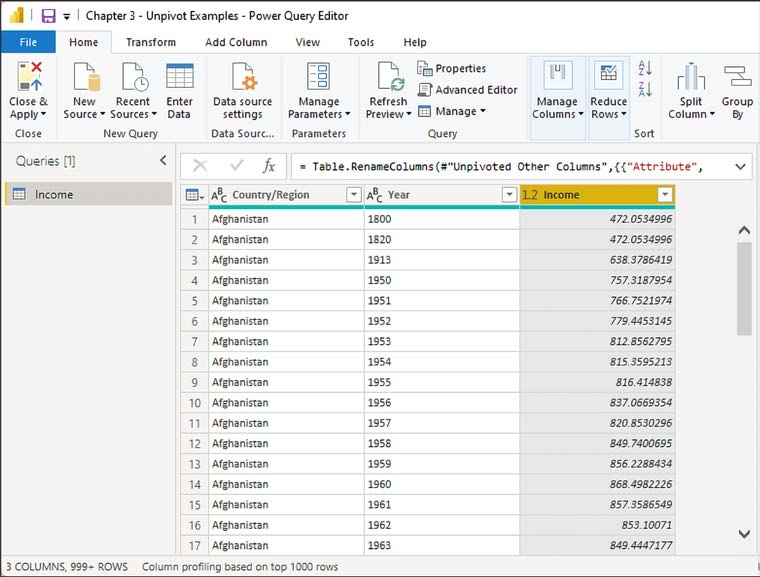 Chapter 3 - Unpivot Examples - Power Query Editor
File Home Transform Add Column View Tools Help
Close & Apply
New Source
Recent Sources
Enter Data
Data source settings
Manage Parameters
Refresh Preview
Properties
Advanced Editor
Manage
Manage Columns
Reduce Rows
Split Column
Group By
Close New Query Data Sourc... Parameters Query Sort
Queries [1]
fx = Table.RenameColumns(#"Unpivoted Other Columns",{{"Attribute",
Income
ABC Country/Region ABC Year 1.2 Income
1 Afghanistan 1800 472.0534996
2 Afghanistan 1820 472.0534996
3 Afghanistan 1913 638.3786419
4 Afghanistan 1950 757.3187954
5 Afghanistan 1951 766.7521974
6 Afghanistan 1952 779.4453145
7 Afghanistan 1953 812.8562795
8 Afghanistan 1954 815.3595213
9 Afghanistan 1955 816.414838
10 Afghanistan 1956 837.0669354
11 Afghanistan 1957 820.8530296
12 Afghanistan 1958 849.7400695
13 Afghanistan 1959 856.2288434
14 Afghanistan 1960 868.4982226
15 Afghanistan 1961 857.3586549
16 Afghanistan 1962 853.10071
17 Afghanistan 1963 849.4447177
3 COLUMNS, 999+ ROWS Column profiling based on top 1000 rows